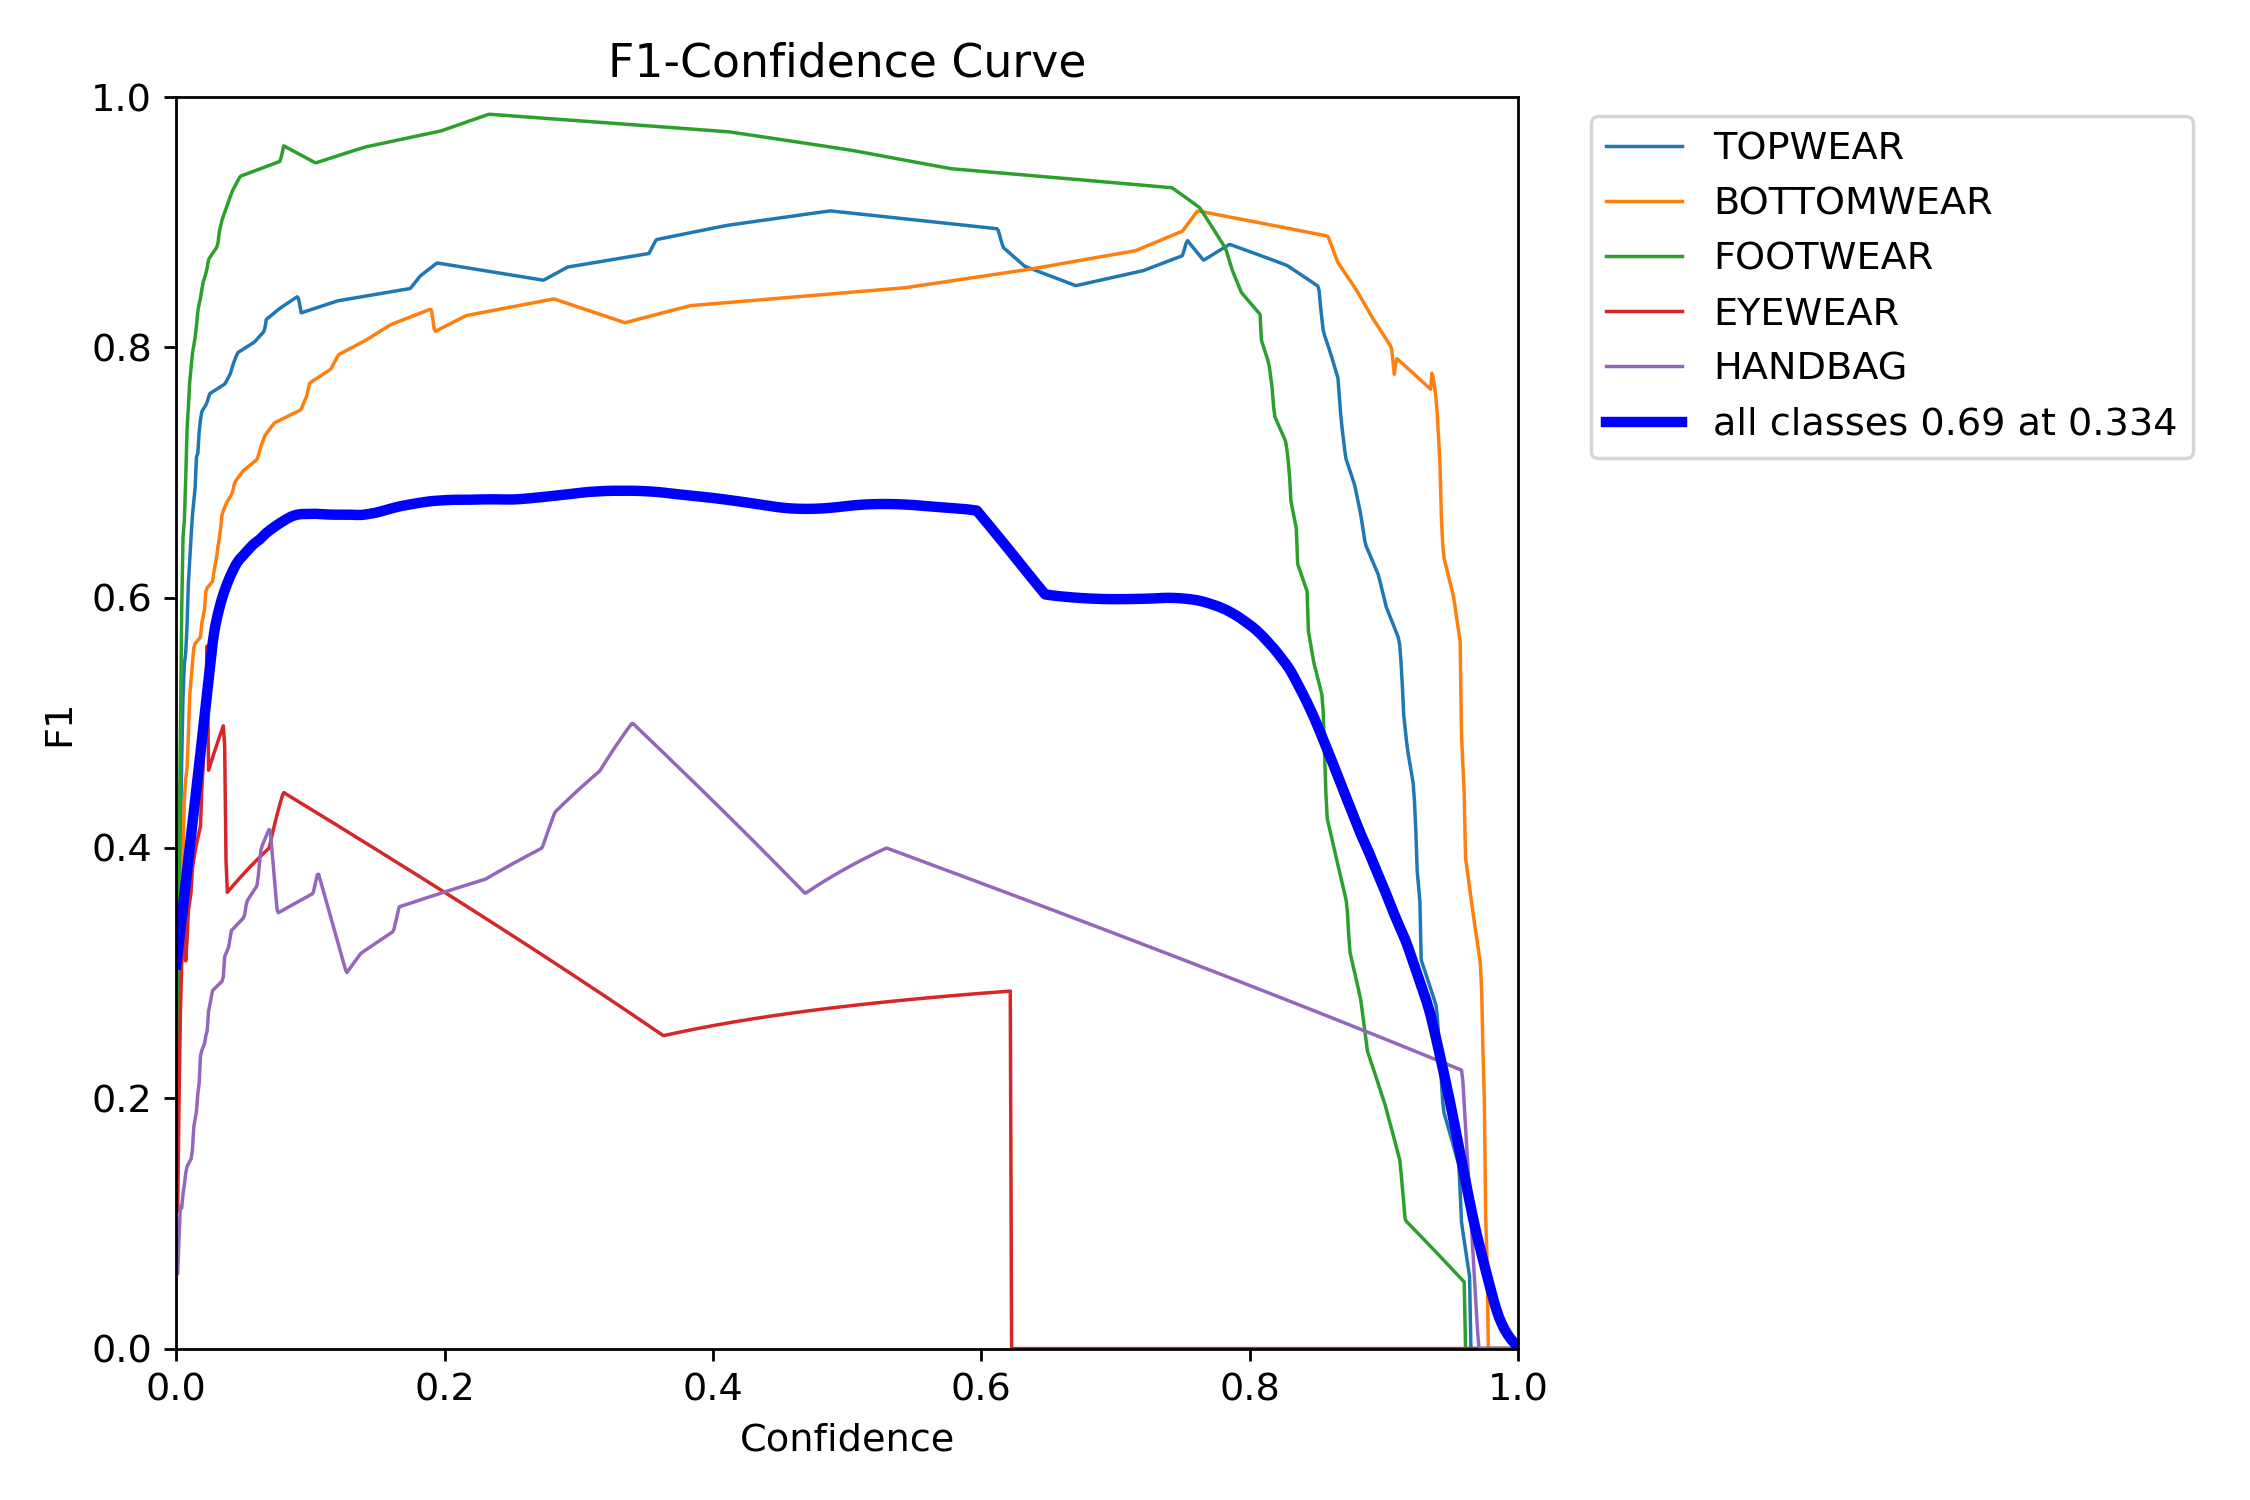 F1-Confidence Curve
1.0
0.8
0.6
0.4
0.2
0.0
F1
0.0 0.2 0.4 0.6 0.8 1.0
Confidence
TOPWEAR
BOTTOMWEAR
FOOTWEAR
EYEWEAR
HANDBAG
all classes 0.69 at 0.334